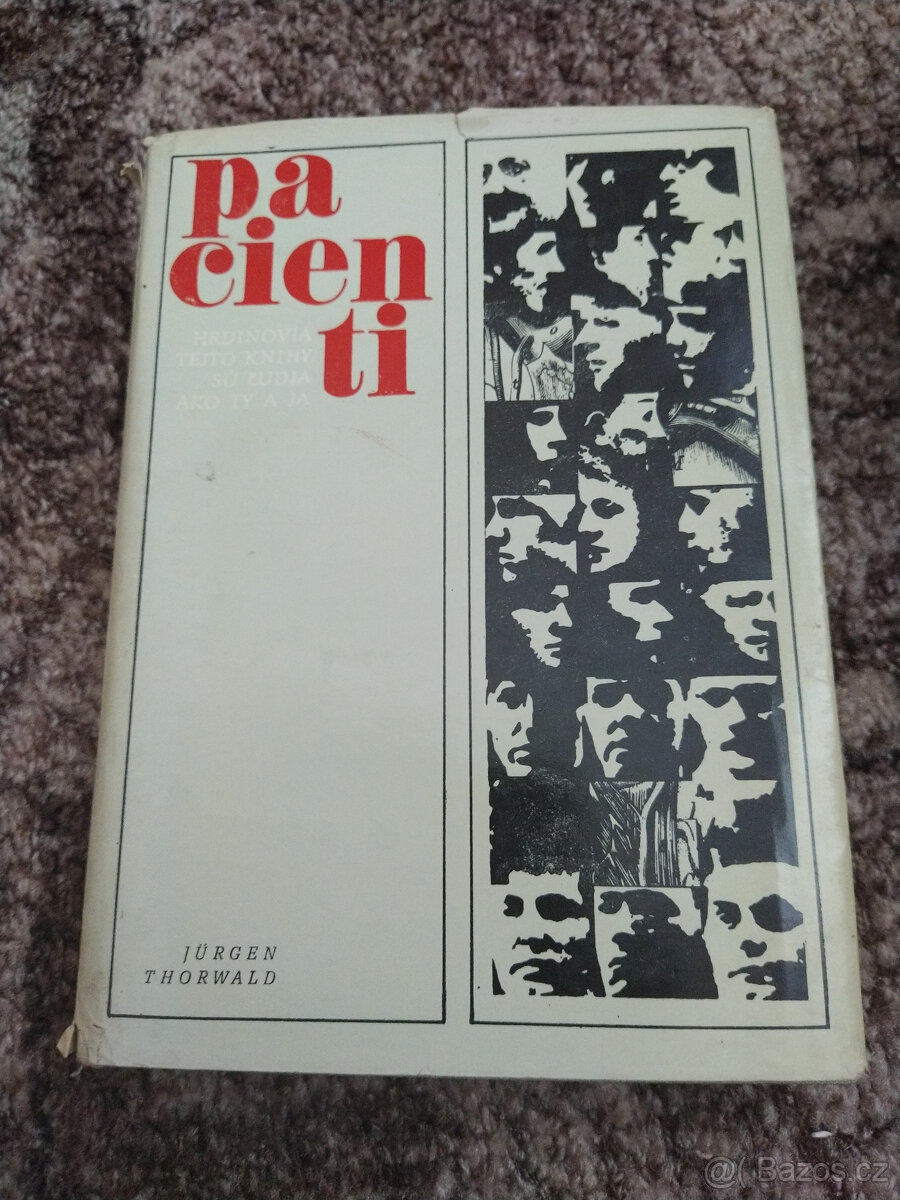 pa
cien
ti
HRDINOVIA
TEJTO KNIHY
SÚ ĽUDIA
AKO TY A JA
JÜRGEN
THORWALD
@ Bazos.cz